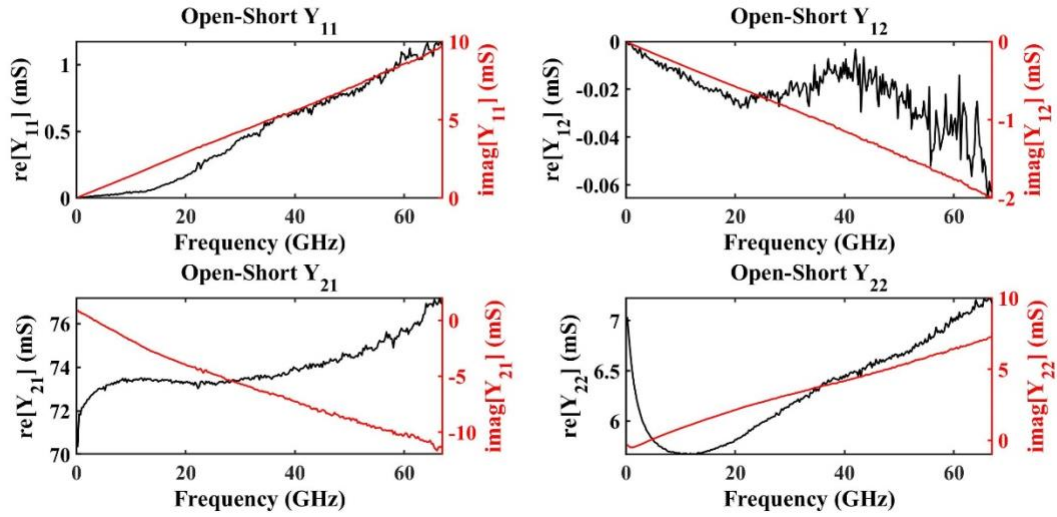 Open-Short Y11
Open-Short Y12
re[Y11] (mS)
1
0.5
0
10
5
0
imag[Y11] (mS)
0 20 40 60
Frequency (GHz)
re[Y12] (mS)
0
-0.02
-0.04
-0.06
0
-1
-2
imag[Y12] (mS)
0 20 40 60
Frequency (GHz)
Open-Short Y21
Open-Short Y22
re[Y21] (mS)
76
74
72
70
0
-5
-10
imag[Y21] (mS)
0 20 40 60
Frequency (GHz)
re[Y22] (mS)
7
6.5
6
10
5
0
imag[Y22] (mS)
0 20 40 60
Frequency (GHz)